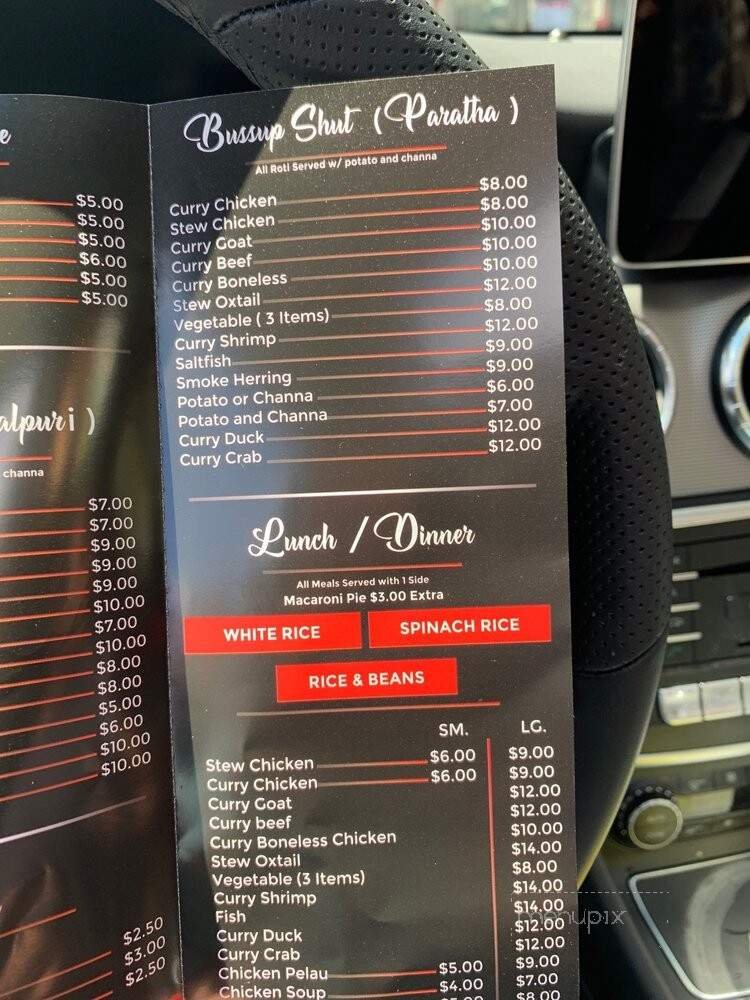 e
$5.00
$5.00
$5.00
$6.00
$5.00
$5.00
alpuri )
channa
$7.00
$7.00
$9.00
$9.00
$9.00
$10.00
$7.00
$10.00
$8.00
$8.00
$5.00
$6.00
$10.00
$10.00
$2.50
$3.00
$2.50
Bussup Shut ( Paratha )
All Roti Served w/ potato and channa
Curry Chicken $8.00
Stew Chicken $8.00
Curry Goat $10.00
Curry Beef $10.00
Curry Boneless $10.00
Stew Oxtail $12.00
Vegetable ( 3 Items) $8.00
Curry Shrimp $12.00
Saltfish $9.00
Smoke Herring $9.00
Potato or Channa $6.00
Potato and Channa $7.00
Curry Duck $12.00
Curry Crab $12.00
Lunch / Dinner
All Meals Served with 1 Side
Macaroni Pie $3.00 Extra
WHITE RICE SPINACH RICE
RICE & BEANS
SM. LG.
Stew Chicken $6.00 $9.00
Curry Chicken $6.00 $9.00
Curry Goat $12.00
Curry beef $12.00
Curry Boneless Chicken $10.00
Stew Oxtail $14.00
Vegetable (3 Items) $8.00
Curry Shrimp $14.00
Fish $14.00
Curry Duck $12.00
Curry Crab $12.00
Chicken Pelau $5.00 $9.00
Chicken Soup $4.00 $7.00
$5.00 $8.00
menupix